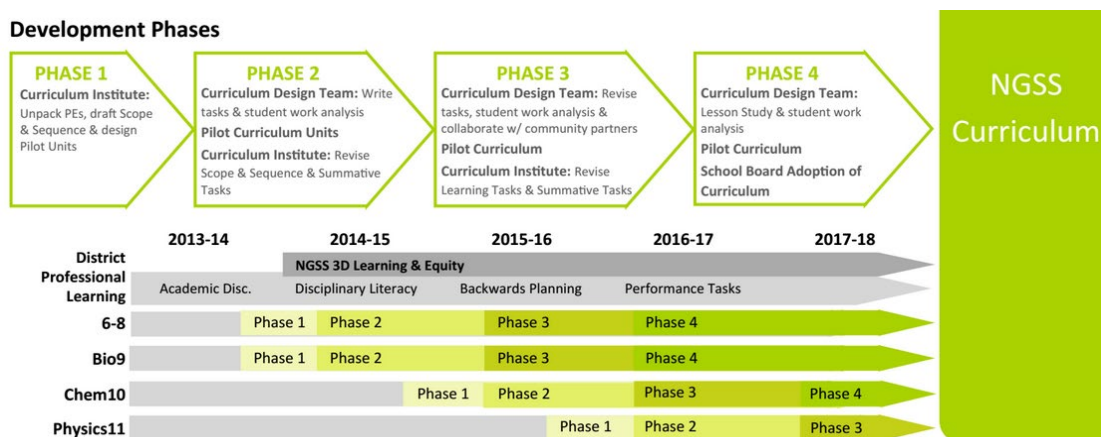 Development Phases
PHASE 1
Curriculum Institute:
Unpack PEs, draft Scope
& Sequence & design
Pilot Units
PHASE 2
Curriculum Design Team: Write
tasks & student work analysis
Pilot Curriculum Units
Curriculum Institute: Revise
Scope & Sequence & Summative
Tasks
PHASE 3
Curriculum Design Team: Revise
tasks, student work analysis &
collaborate w/ community partners
Pilot Curriculum
Curriculum Institute: Revise
Learning Tasks & Summative Tasks
PHASE 4
Curriculum Design Team:
Lesson Study & student work
analysis
Pilot Curriculum
School Board Adoption of
Curriculum
NGSS
Curriculum
2013-14 2014-15 2015-16 2016-17 2017-18
District
Professional
Learning
NGSS 3D Learning & Equity
Academic Disc. Disciplinary Literacy Backwards Planning Performance Tasks
6-8 Phase 1 Phase 2 Phase 3 Phase 4
Bio9 Phase 1 Phase 2 Phase 3 Phase 4
Chem10 Phase 1 Phase 2 Phase 3 Phase 4
Physics11 Phase 1 Phase 2 Phase 3